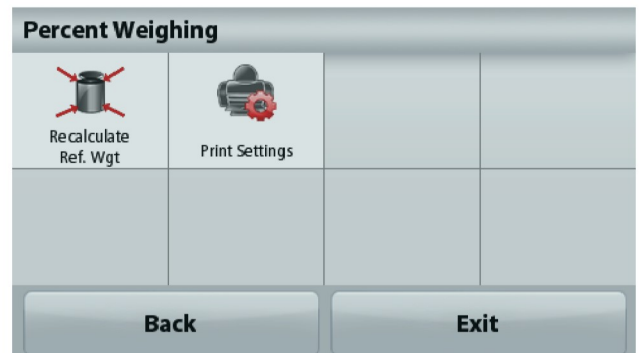 Percent Weighing
Recalculate
Ref. Wgt
Print Settings
Back
Exit